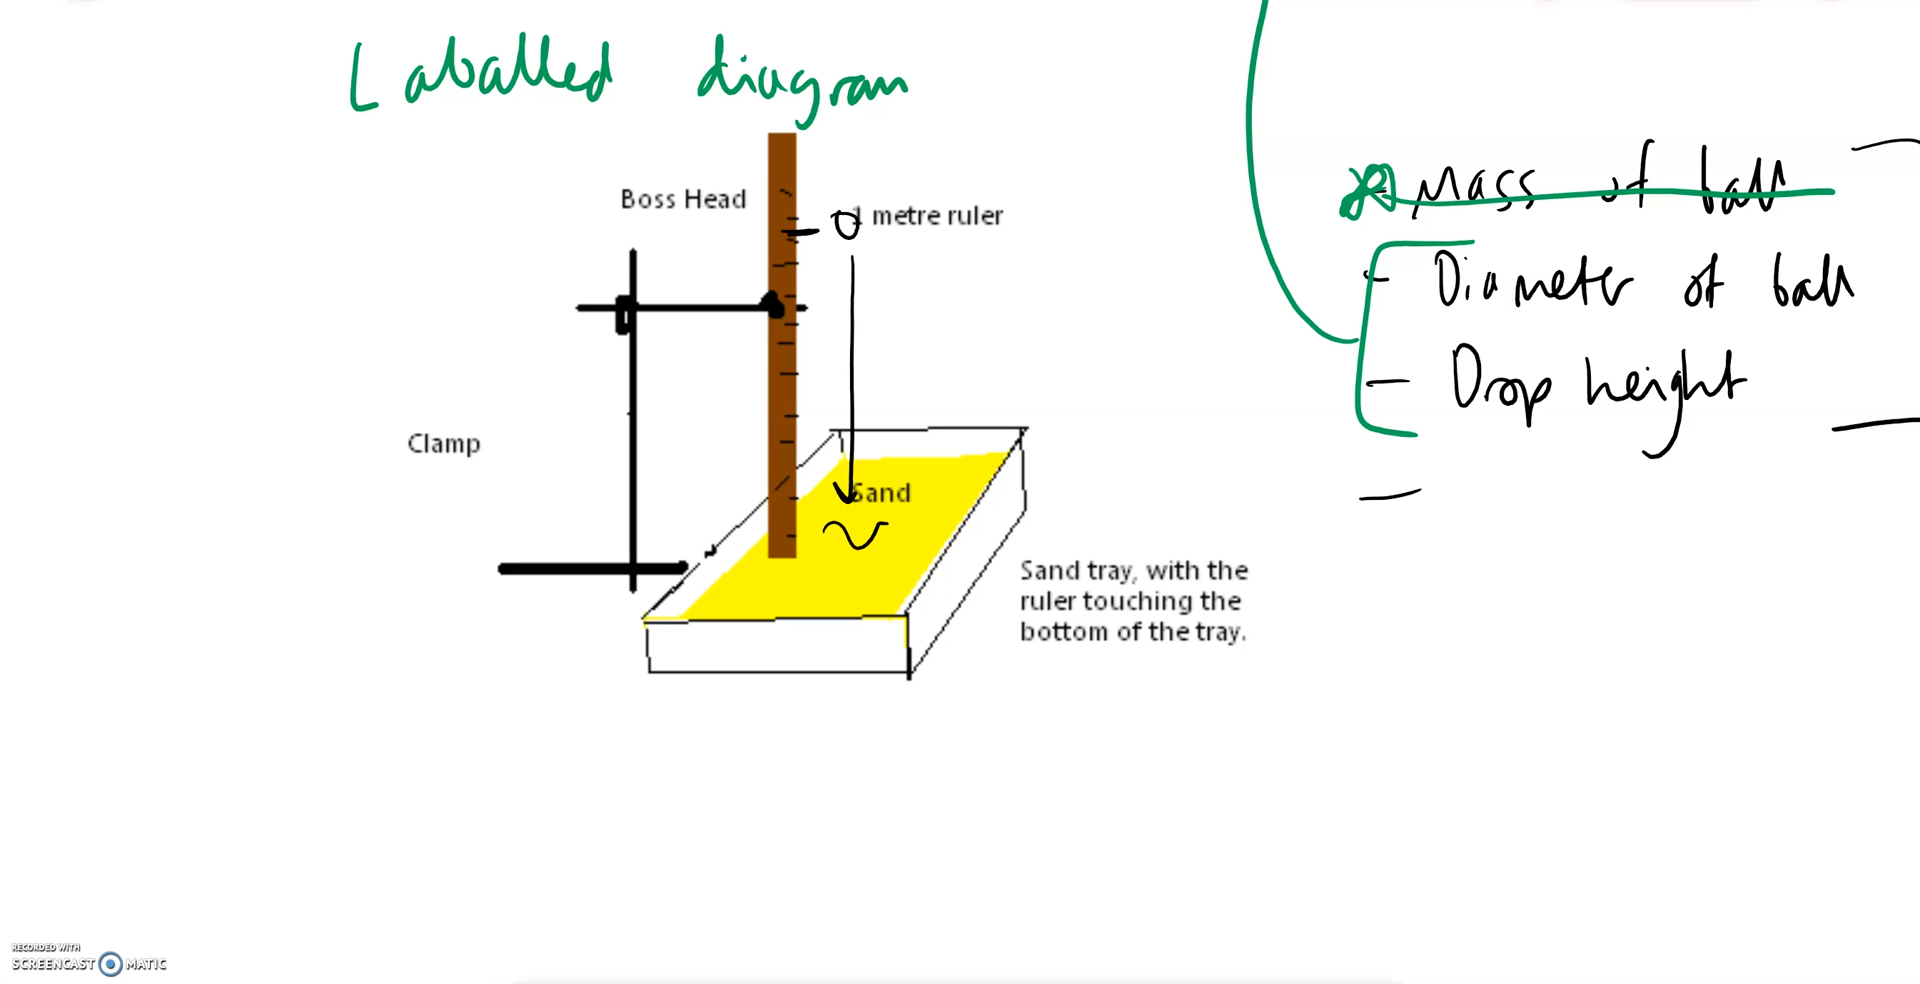 Laballed diagram
Mass of ball
Boss Head
1 metre ruler
- Diameter of ball
- Drop height
Clamp
Sand
-
Sand tray, with the
ruler touching the
bottom of the tray.
RECORDED WITH
SCREENCAST MATIC